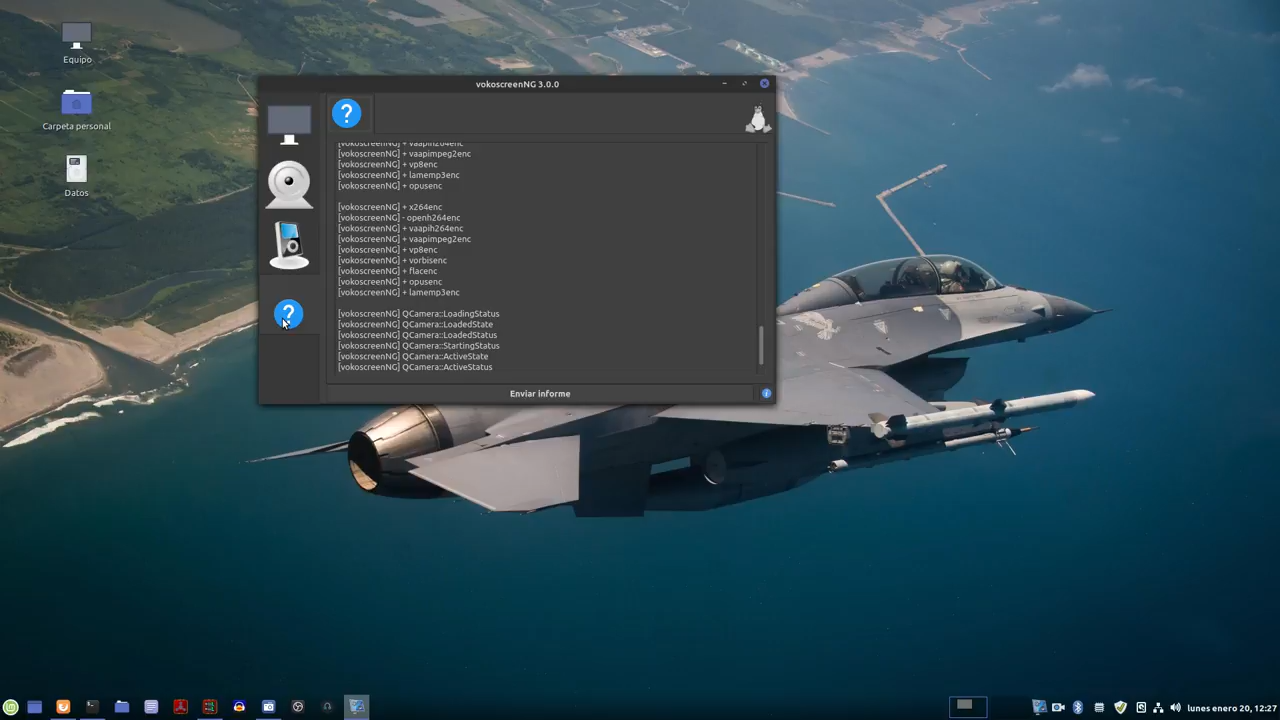 Equipo
Carpeta personal
Datos
vokoscreenNG 3.0.0
[vokoscreenNG] + vaapih264enc
[vokoscreenNG] + vaapimpeg2enc
[vokoscreenNG] + vp8enc
[vokoscreenNG] + lamemp3enc
[vokoscreenNG] + opusenc
[vokoscreenNG] + x264enc
[vokoscreenNG] - openh264enc
[vokoscreenNG] + vaapih264enc
[vokoscreenNG] + vaapimpeg2enc
[vokoscreenNG] + vp8enc
[vokoscreenNG] + vorbisenc
[vokoscreenNG] + flacenc
[vokoscreenNG] + opusenc
[vokoscreenNG] + lamemp3enc
[vokoscreenNG] QCamera::LoadingStatus
[vokoscreenNG] QCamera::LoadedState
[vokoscreenNG] QCamera::LoadedStatus
[vokoscreenNG] QCamera::StartingStatus
[vokoscreenNG] QCamera::ActiveState
[vokoscreenNG] QCamera::ActiveStatus
Enviar informe
lunes enero 20, 12:27